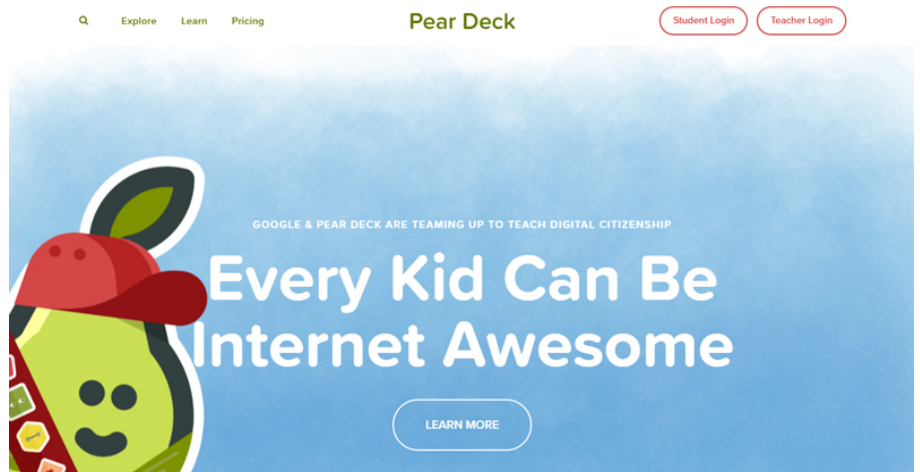 Explore Learn Pricing
Pear Deck
Student Login Teacher Login
GOOGLE & PEAR DECK ARE TEAMING UP TO TEACH DIGITAL CITIZENSHIP
Every Kid Can Be
Internet Awesome
LEARN MORE